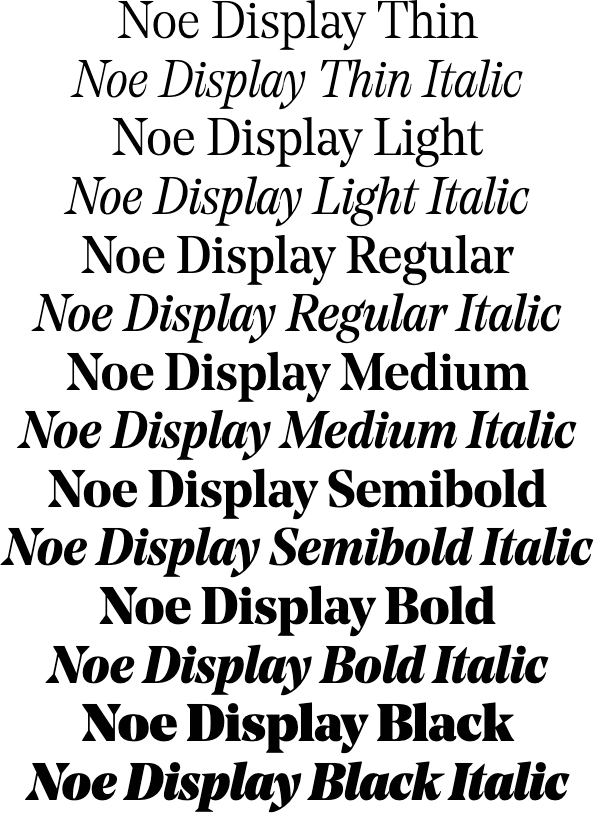 Noe Display Thin
Noe Display Thin Italic
Noe Display Light
Noe Display Light Italic
Noe Display Regular
Noe Display Regular Italic
Noe Display Medium
Noe Display Medium Italic
Noe Display Semibold
Noe Display Semibold Italic
Noe Display Bold
Noe Display Bold Italic
Noe Display Black
Noe Display Black Italic